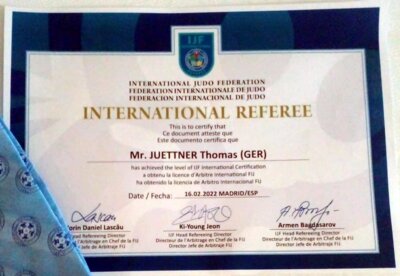 IJF
INTERNATIONAL JUDO FEDERATION
FEDERATION INTERNATIONALE DE JUDO
FEDERACION INTERNACIONAL DE JUDO
INTERNATIONAL REFEREE
This is to certify that
Ce document atteste que
Este documento certifica que
Mr. JUETTNER Thomas (GER)
has achieved the level of IJF International Certification
a obtenu la licence d'Arbitre International FIJ
ha obtenido la licencia de Arbitro Internacional FIJ
Date / Fecha: 16.02.2022 MADRID/ESP
orin Daniel Lascău Ki-Young Jeon Armen Bagdasarov
Head Refereeing Director IJF Head Refereeing Director IJF Head Refereeing Director
de l'Arbitrage en Chef de la FIJ Directeur de l'Arbitrage en Chef de la FIJ Directeur de l'Arbitrage en Chef de la FIJ
Jefe de Arbitraje FIJ Director Jefe de Arbitraje FIJ Director Jefe de Arbitraje FIJ